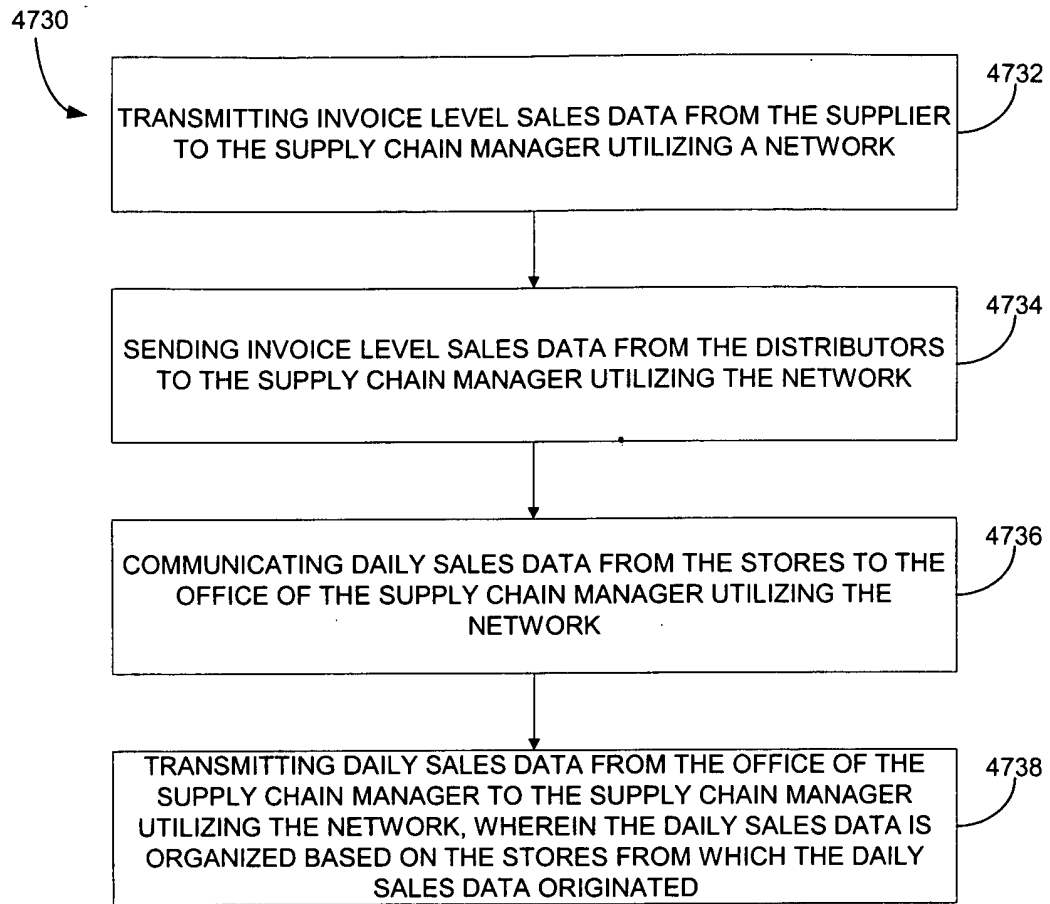 4730
4732
TRANSMITTING INVOICE LEVEL SALES DATA FROM THE SUPPLIER
TO THE SUPPLY CHAIN MANAGER UTILIZING A NETWORK
4734
SENDING INVOICE LEVEL SALES DATA FROM THE DISTRIBUTORS
TO THE SUPPLY CHAIN MANAGER UTILIZING THE NETWORK
4736
COMMUNICATING DAILY SALES DATA FROM THE STORES TO THE
OFFICE OF THE SUPPLY CHAIN MANAGER UTILIZING THE
NETWORK
4738
TRANSMITTING DAILY SALES DATA FROM THE OFFICE OF THE
SUPPLY CHAIN MANAGER TO THE SUPPLY CHAIN MANAGER
UTILIZING THE NETWORK, WHEREIN THE DAILY SALES DATA IS
ORGANIZED BASED ON THE STORES FROM WHICH THE DAILY
SALES DATA ORIGINATED